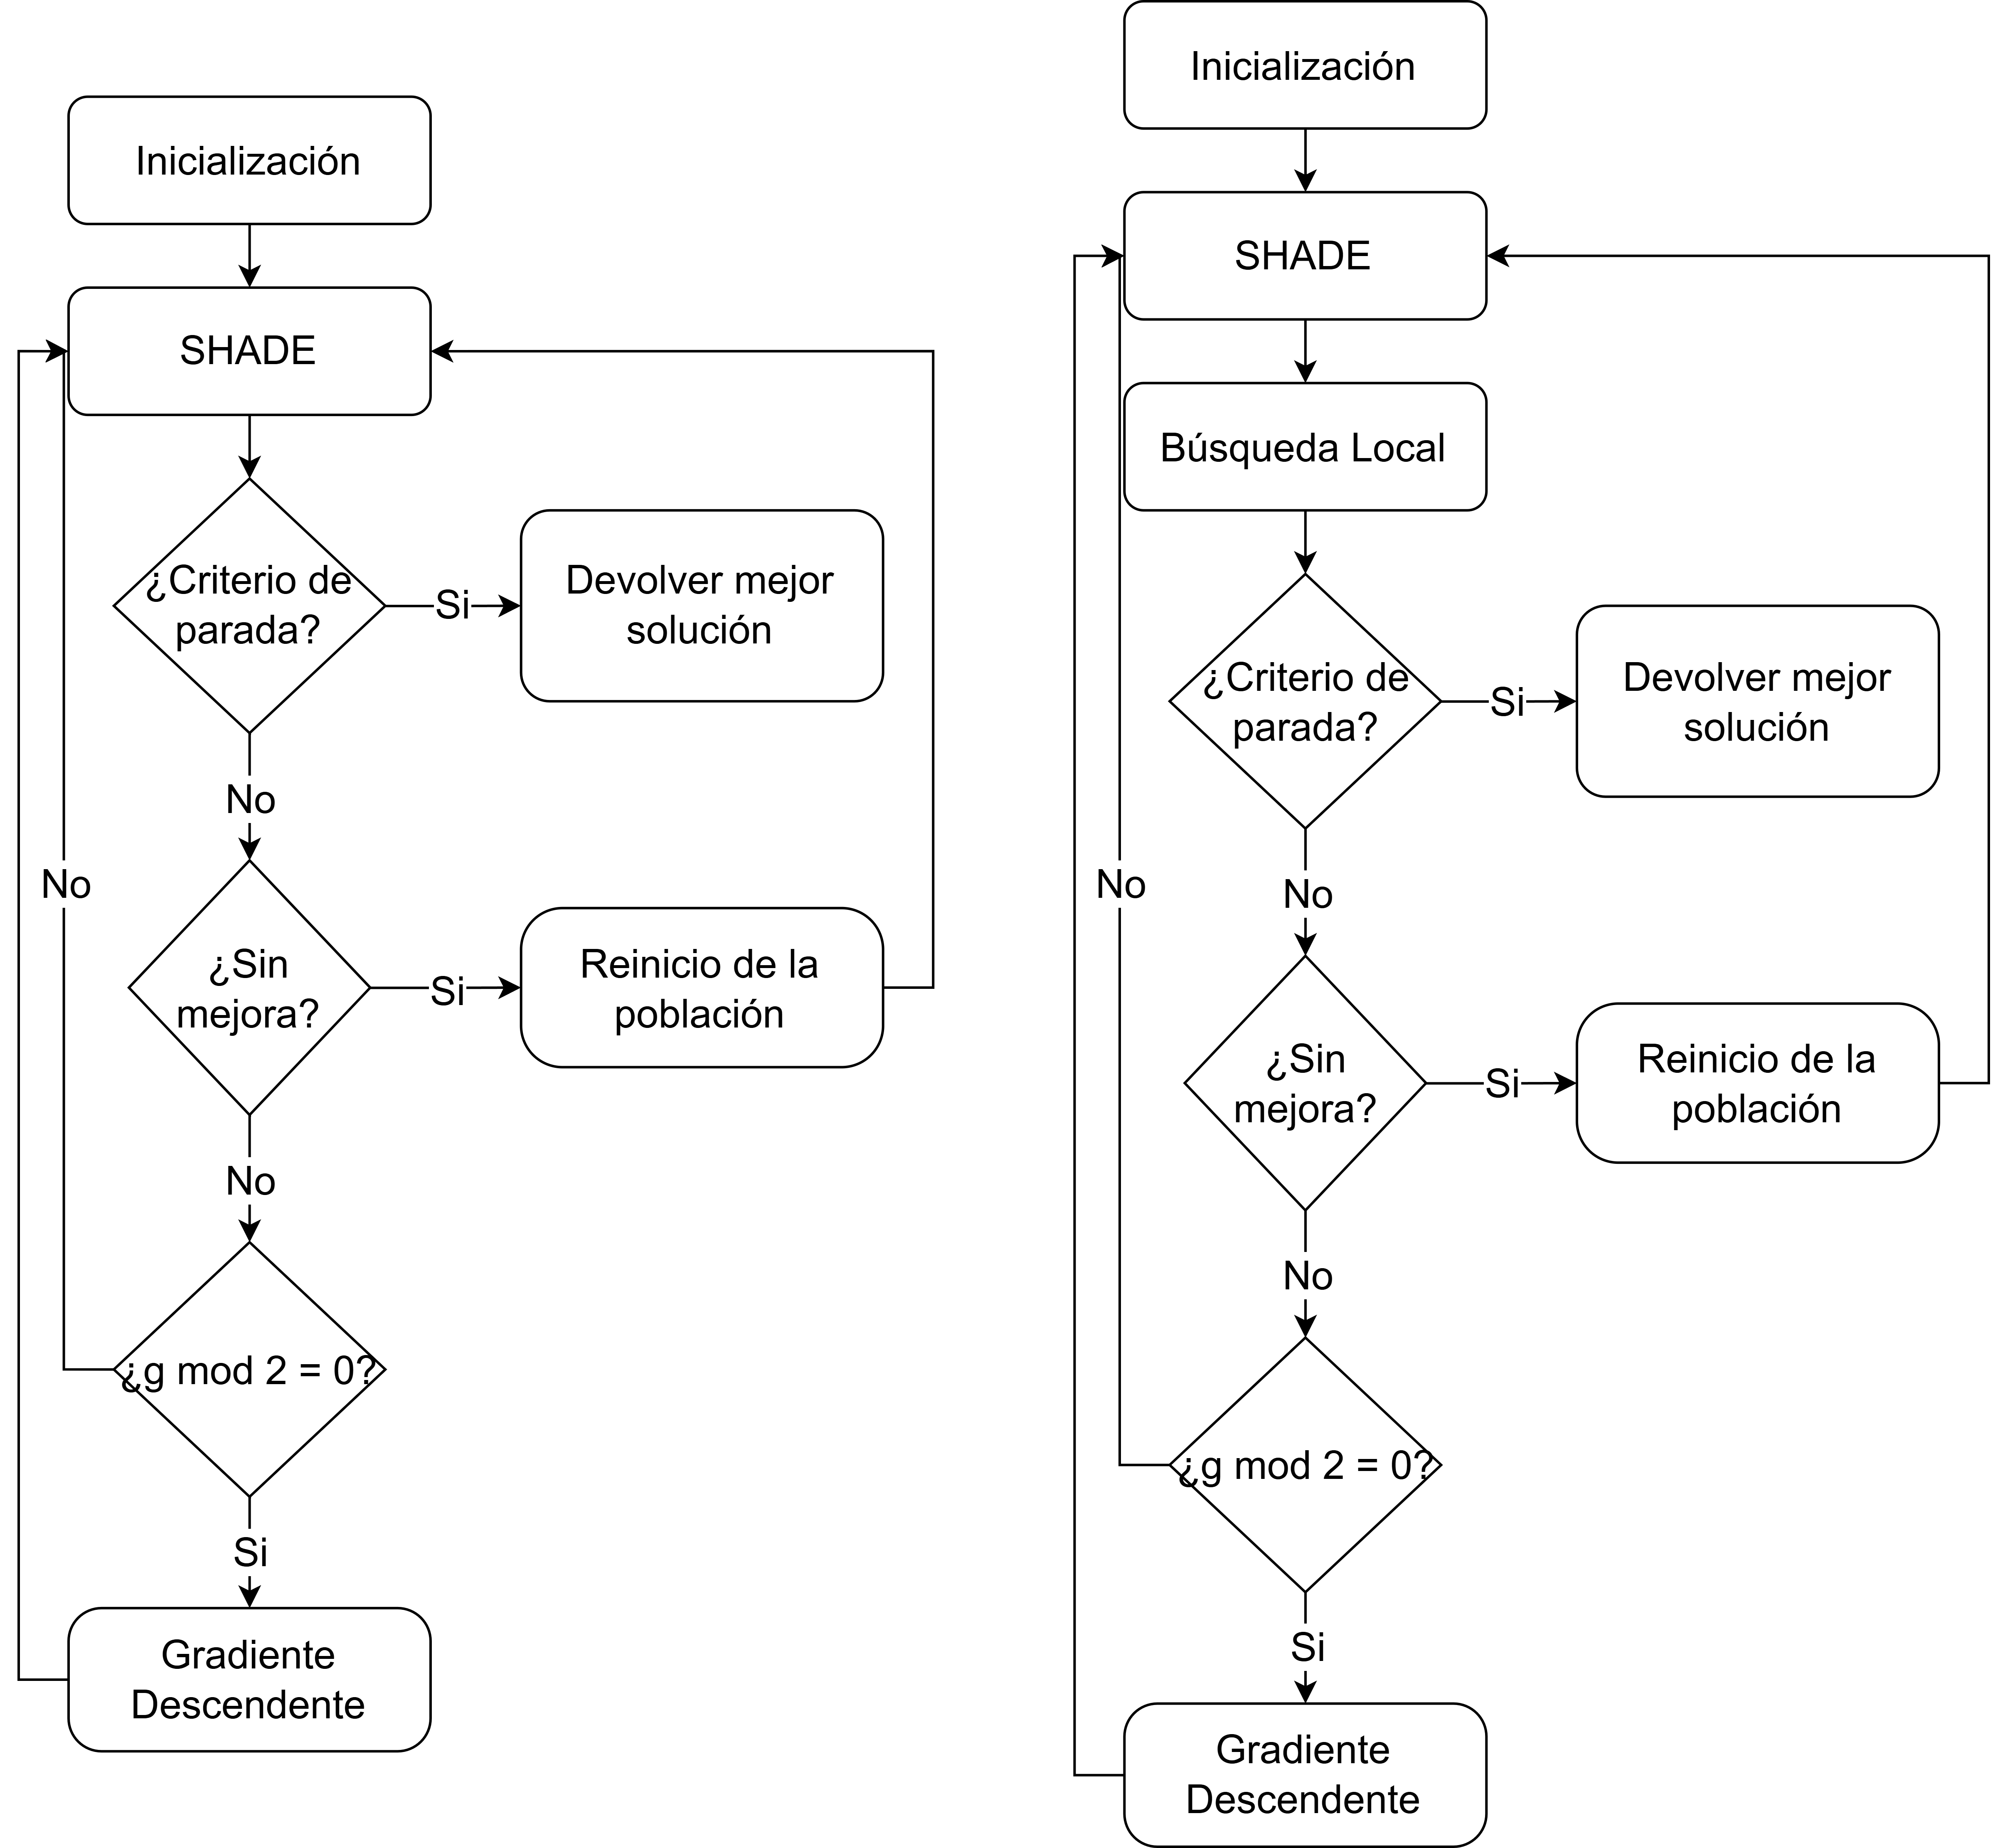 Inicialización
SHADE
¿Criterio de
parada?
Si
Devolver mejor
solución
No
No
¿Sin
mejora?
Si
Reinicio de la
población
No
¿g mod 2 = 0?
Si
Gradiente
Descendente
Inicialización
SHADE
Búsqueda Local
¿Criterio de
parada?
Si
Devolver mejor
solución
No
No
¿Sin
mejora?
Si
Reinicio de la
población
No
¿g mod 2 = 0?
Si
Gradiente
Descendente